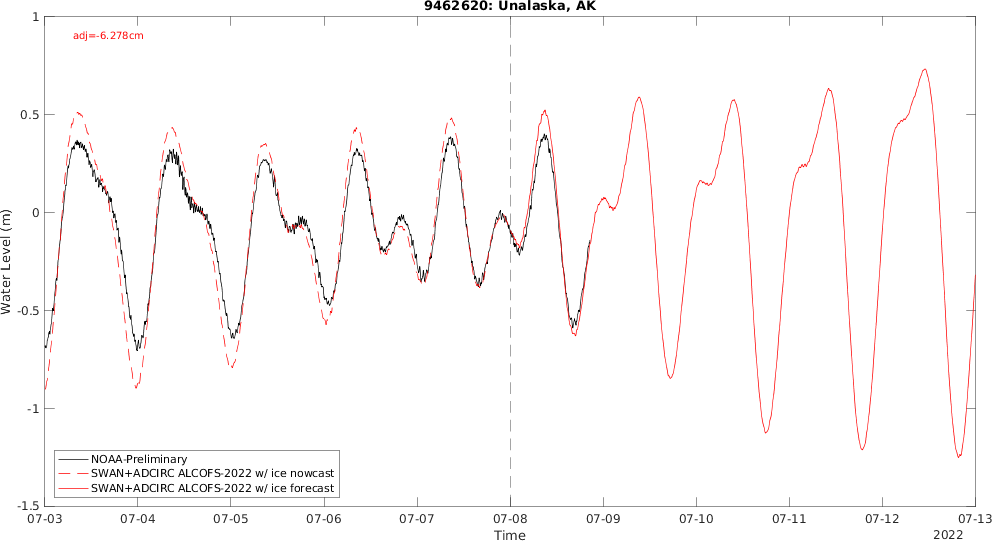 9462620: Unalaska, AK
adj=-6.278cm
1
0.5
0
-0.5
-1
-1.5
Water Level (m)
NOAA-Preliminary
SWAN+ADCIRC ALCOFS-2022 w/ ice nowcast
SWAN+ADCIRC ALCOFS-2022 w/ ice forecast
07-03 07-04 07-05 07-06 07-07 07-08 07-09 07-10 07-11 07-12 07-13
Time
2022